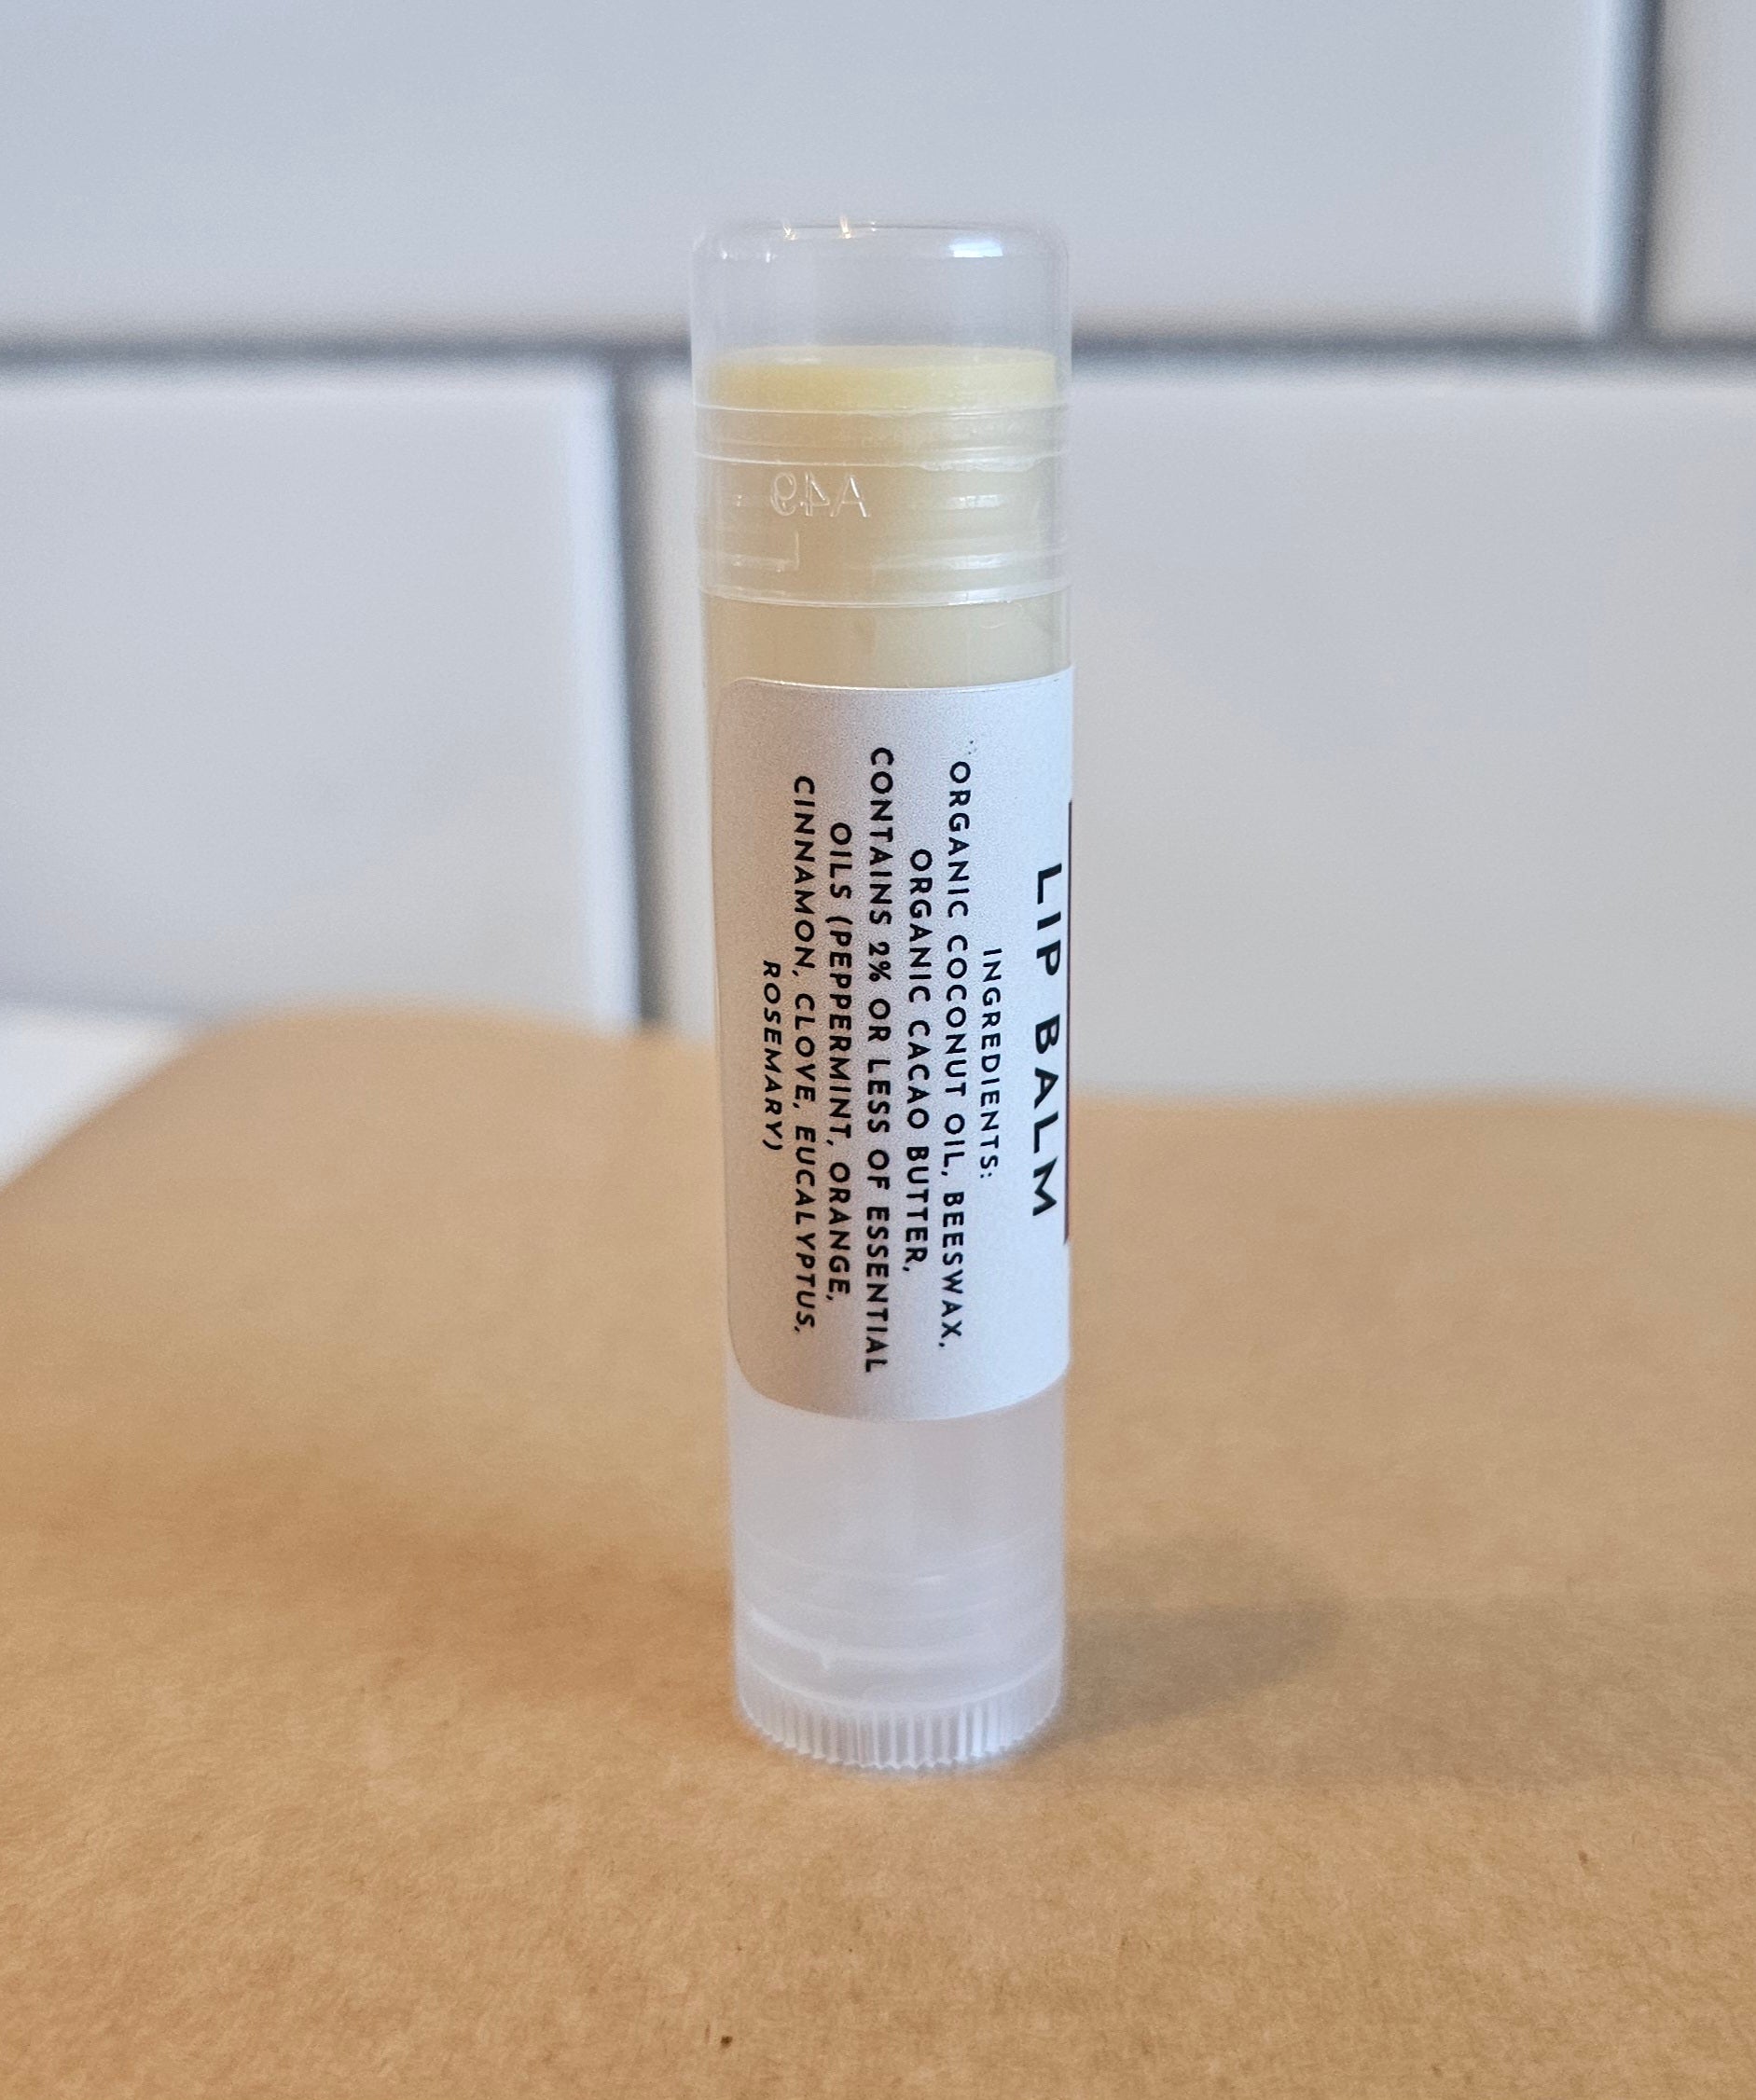 A49
LIP BALM
INGREDIENTS:
ORGANIC COCONUT OIL, BEESWAX,
ORGANIC CACAO BUTTER,
CONTAINS 2% OR LESS OF ESSENTIAL
OILS (PEPPERMINT, ORANGE,
CINNAMON, CLOVE, EUCALYPTUS,
ROSEMARY)